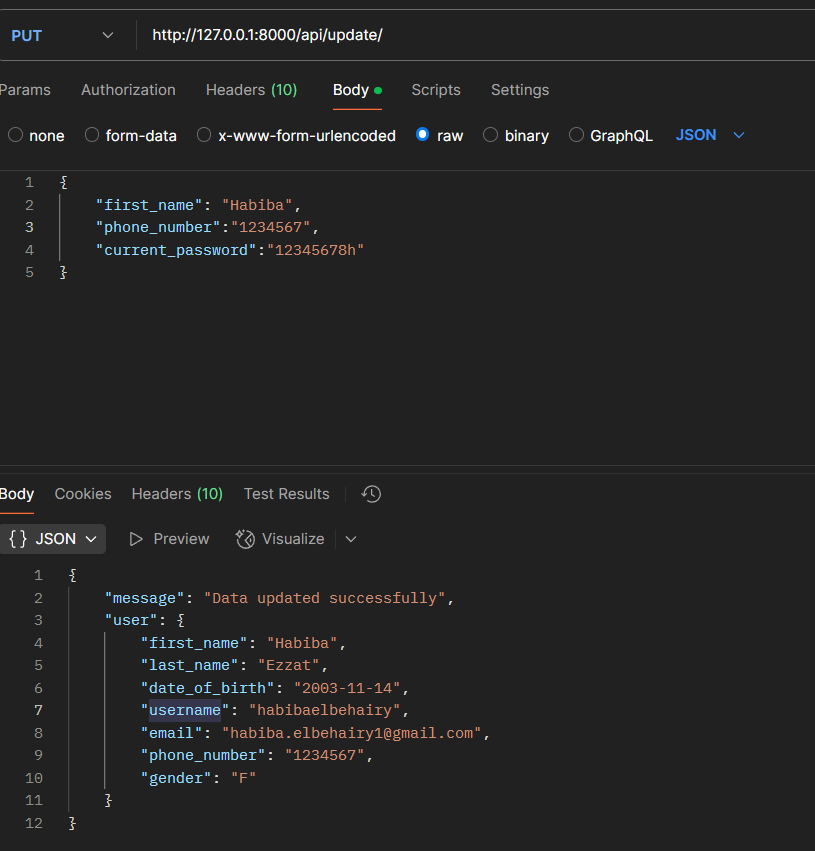 PUT http://127.0.0.1:8000/api/update/
Params Authorization Headers (10) Body Scripts Settings
none form-data x-www-form-urlencoded raw binary GraphQL JSON
1 {
2 "first_name": "Habiba",
3 "phone_number":"1234567",
4 "current_password":"12345678h"
5 }
Body Cookies Headers (10) Test Results
{} JSON Preview Visualize
1 {
2 "message": "Data updated successfully",
3 "user": {
4 "first_name": "Habiba",
5 "last_name": "Ezzat",
6 "date_of_birth": "2003-11-14",
7 "username": "habibaelbehairy",
8 "email": "habiba.elbehairy1@gmail.com",
9 "phone_number": "1234567",
10 "gender": "F"
11 }
12 }